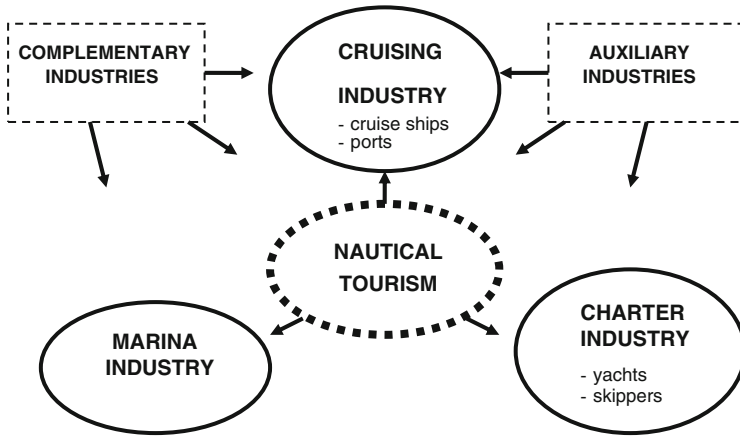 COMPLEMENTARY
INDUSTRIES
CRUISING
INDUSTRY
- cruise ships
- ports
AUXILIARY
INDUSTRIES
NAUTICAL
TOURISM
MARINA
INDUSTRY
CHARTER
INDUSTRY
- yachts
- skippers